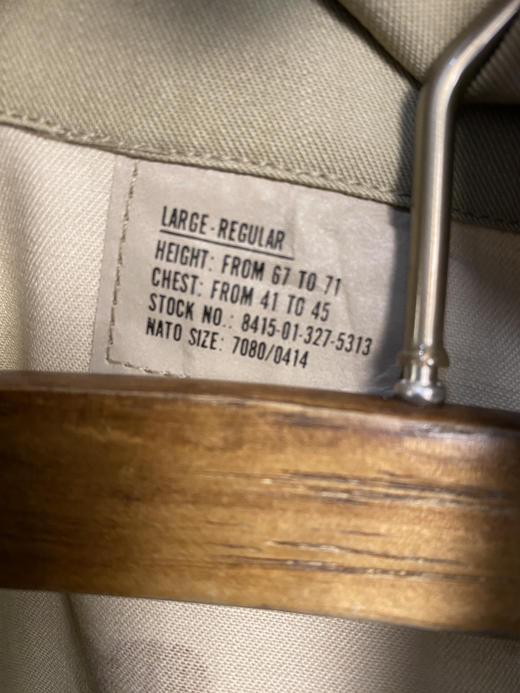 LARGE-REGULAR
HEIGHT: FROM 67 TO 71
CHEST: FROM 41 TO 45
STOCK NO.: 8415-01-327-5313
NATO SIZE: 7080/0414